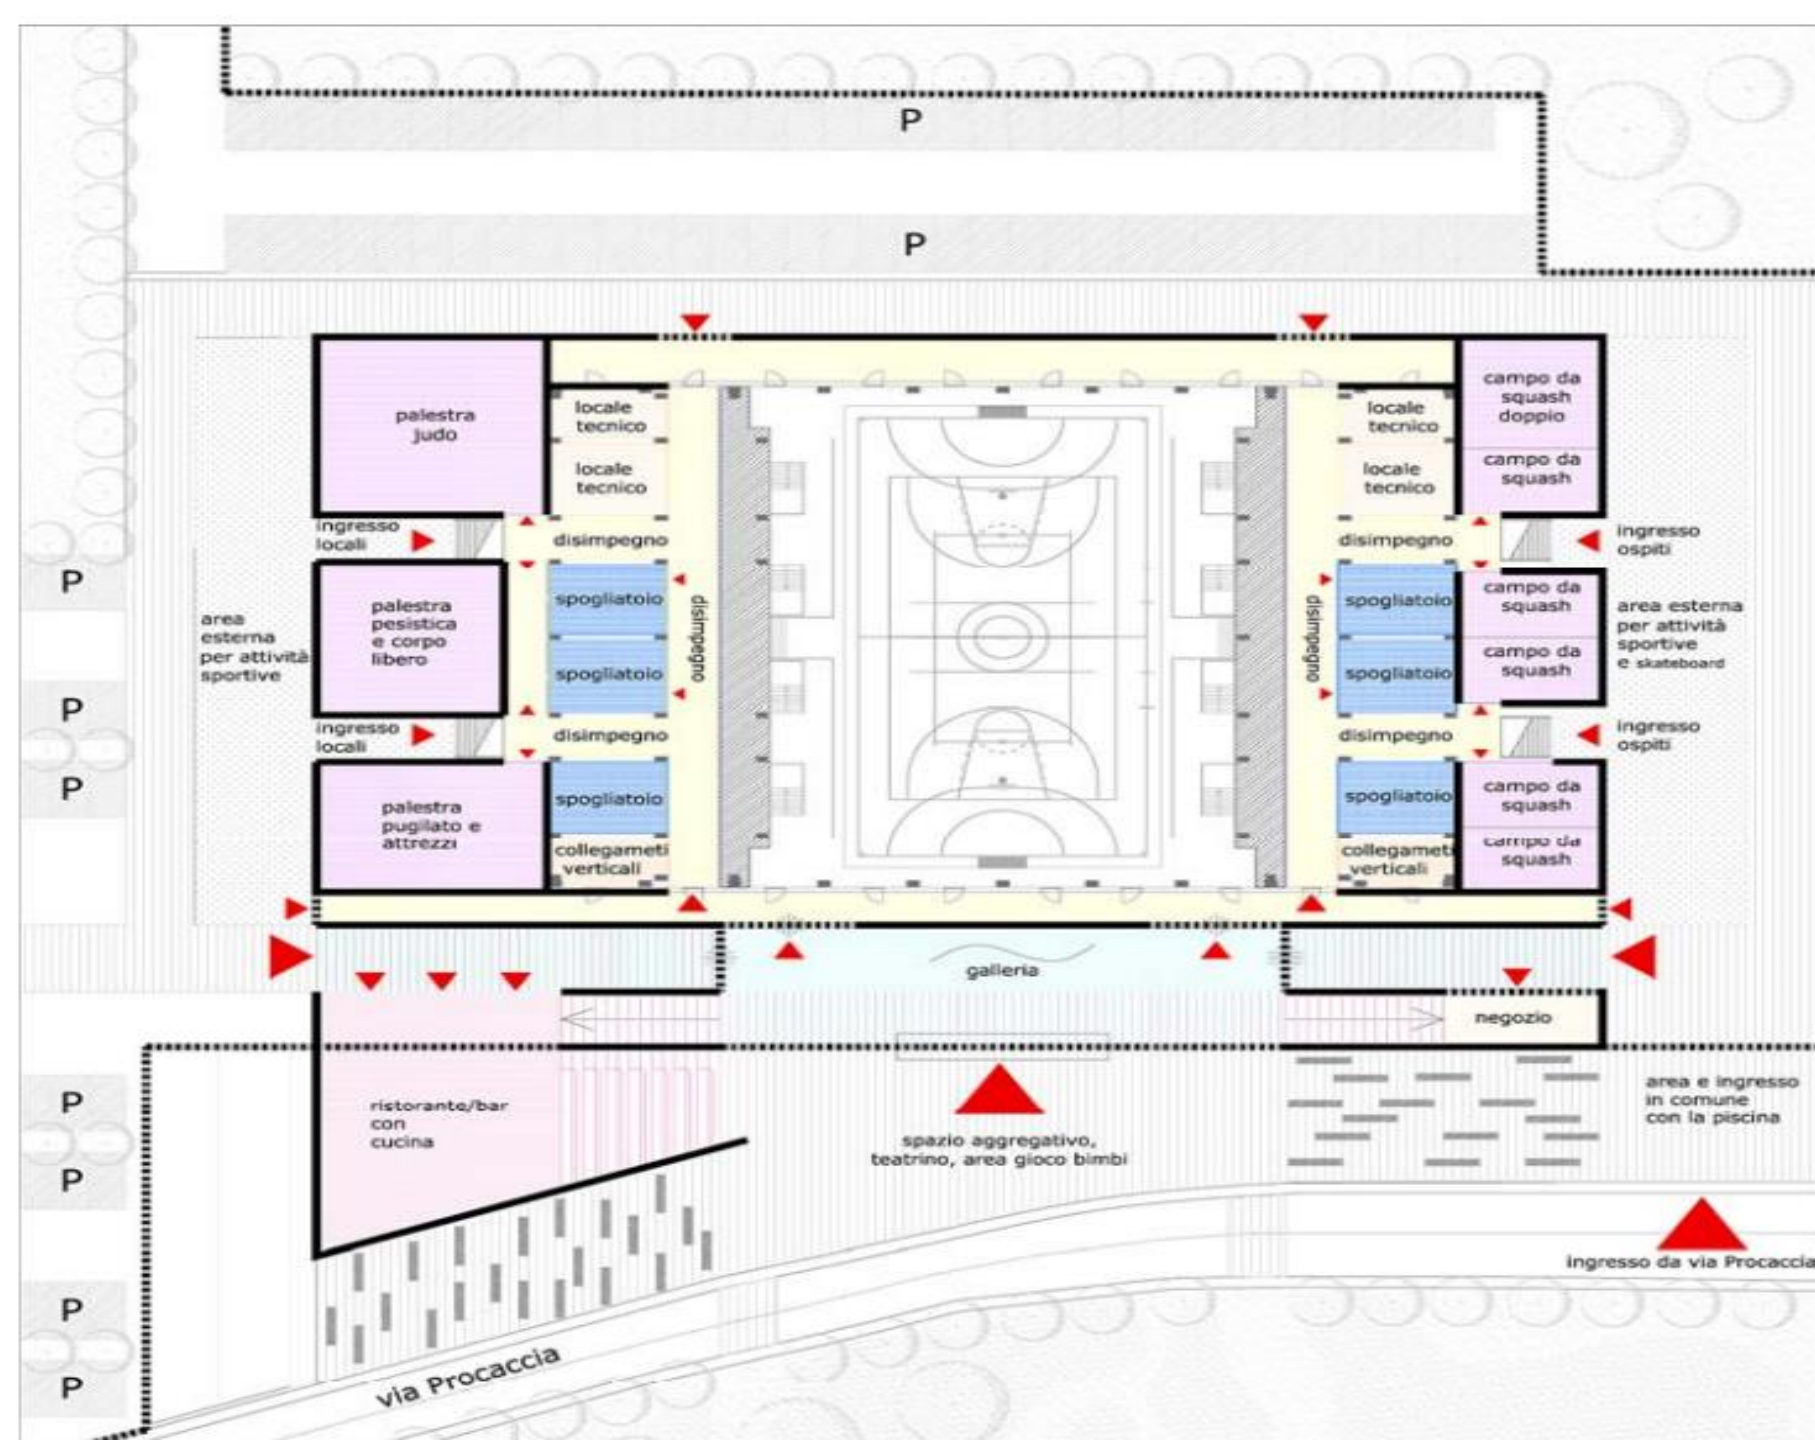 P
P
palestra
judo
locale
tecnico
locale
tecnico
locale
tecnico
locale
tecnico
campo da
squash
doppio
campo da
squash
ingresso
locali
disimpegno
disimpegno
ingresso
ospiti
P
area
esterna
per attività
sportive
palestra
pesistica
e corpo
libero
spogliatoio
spogliatoio
disimpegno
disimpegno
spogliatoio
spogliatoio
campo da
squash
campo da
squash
area esterna
per attività
sportive
e skateboard
P
ingresso
locali
disimpegno
disimpegno
ingresso
ospiti
P
palestra
pugilato e
attrezzi
spogliatoio
collegameti
verticali
spogliatoio
collegameti
verticali
campo da
squash
campo da
squash
galleria
negozio
P
ristorante/bar
con
cucina
spazio aggregativo,
teatrino, area gioco bimbi
area e ingresso
in comune
con la piscina
P
ingresso da via Procaccia
P
via Procaccia
P